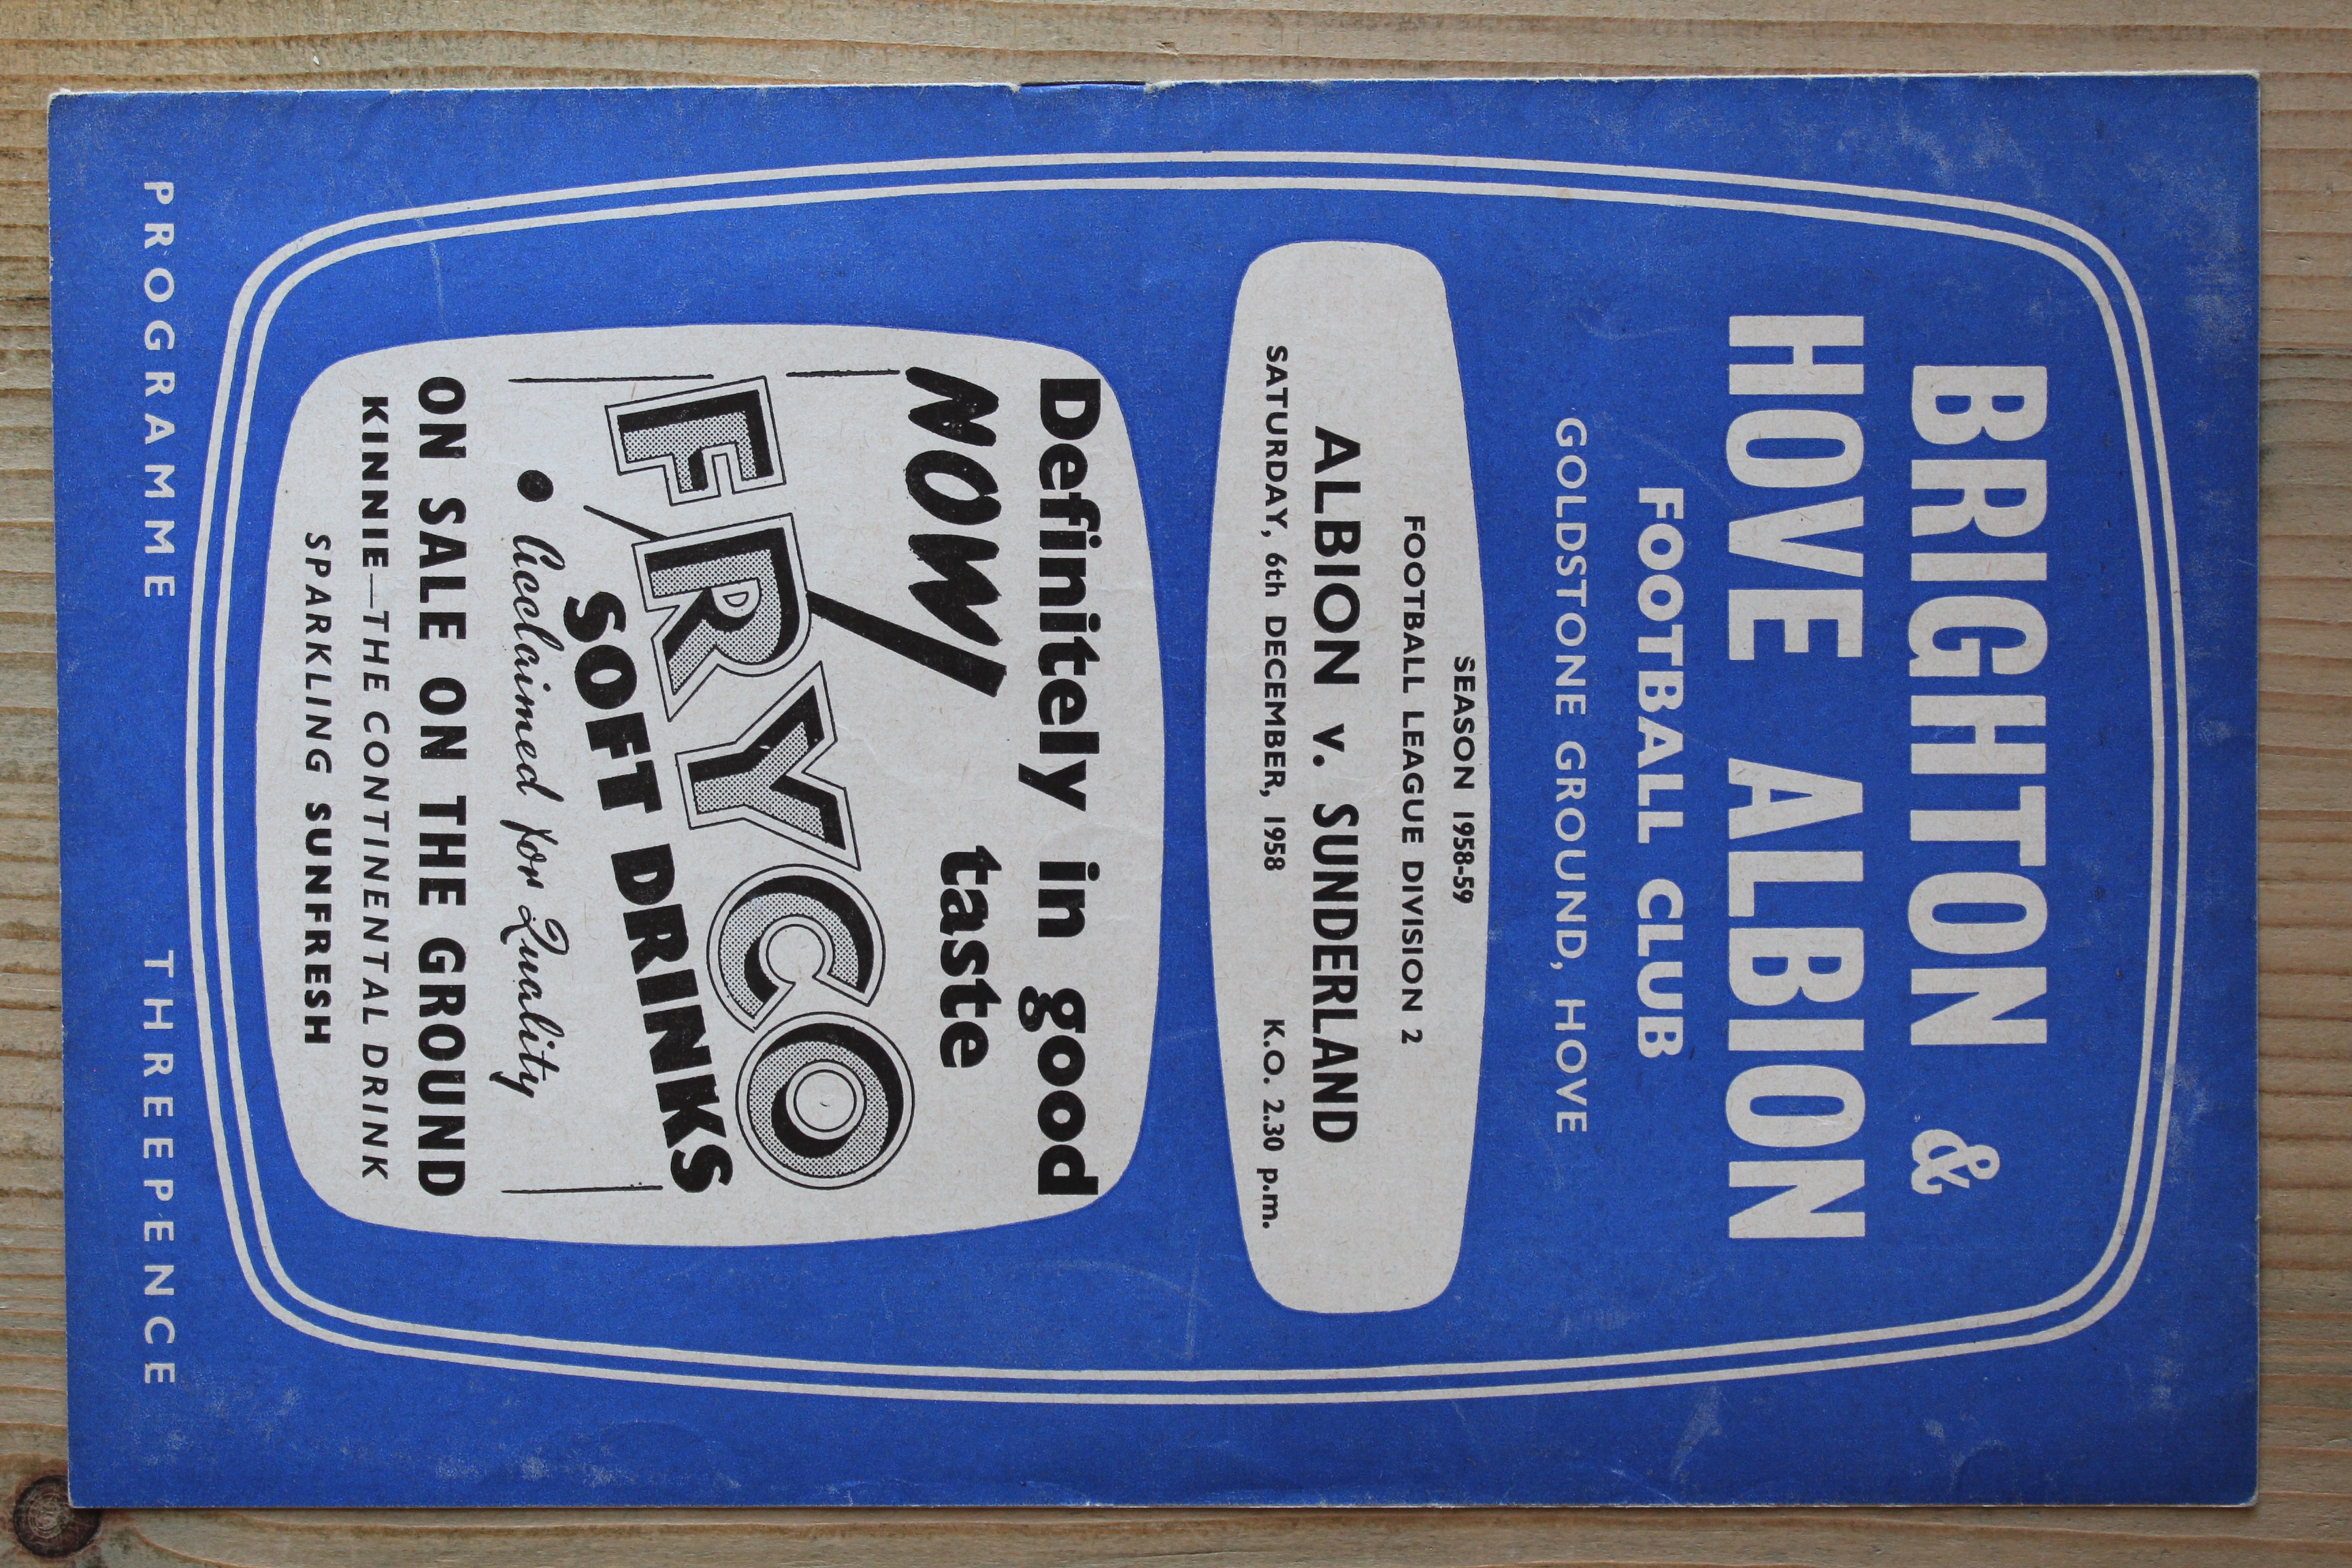 BRIGHTON &
HOVE ALBION
FOOTBALL CLUB
GOLDSTONE GROUND, HOVE
SEASON 1958-59
FOOTBALL LEAGUE DIVISION 2
ALBION v. SUNDERLAND
SATURDAY, 6th DECEMBER, 1958 K.O. 2.30 p.m.
Definitely in good
NOW! taste
FRYCO
SOFT DRINKS
• Acclaimed for Quality
ON SALE ON THE GROUND
KINNIE—THE CONTINENTAL DRINK
SPARKLING SUNFRESH
PROGRAMME THREEPENCE